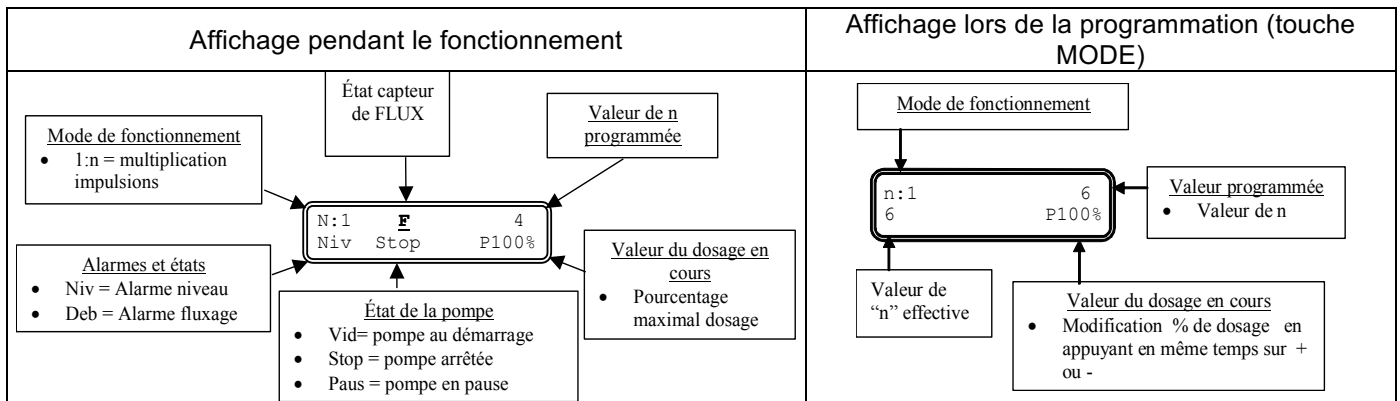 Affichage pendant le fonctionnement
Affichage lors de la programmation (touche
MODE)
État capteur
de FLUX
Mode de fonctionnement
• 1:n = multiplication
impulsions
Valeur de n
programmée
N:1 F 4
Niv Stop P100%
Alarmes et états
• Niv = Alarme niveau
• Deb = Alarme fluxage
État de la pompe
• Vid= pompe au démarrage
• Stop = pompe arrêtée
• Paus = pompe en pause
Valeur du dosage en
cours
• Pourcentage
maximal dosage
Mode de fonctionnement
n:1 6
6 P100%
Valeur programmée
• Valeur de n
Valeur de
“n” effective
Valeur du dosage en cours
• Modification % de dosage en
appuyant en même temps sur +
ou -